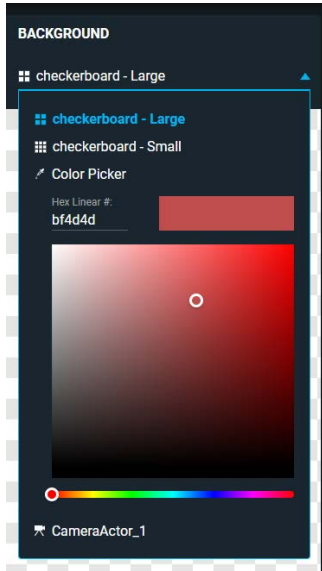 BACKGROUND
checkerboard - Large
checkerboard - Large
checkerboard - Small
Color Picker
Hex Linear #:
bf4d4d
CameraActor_1